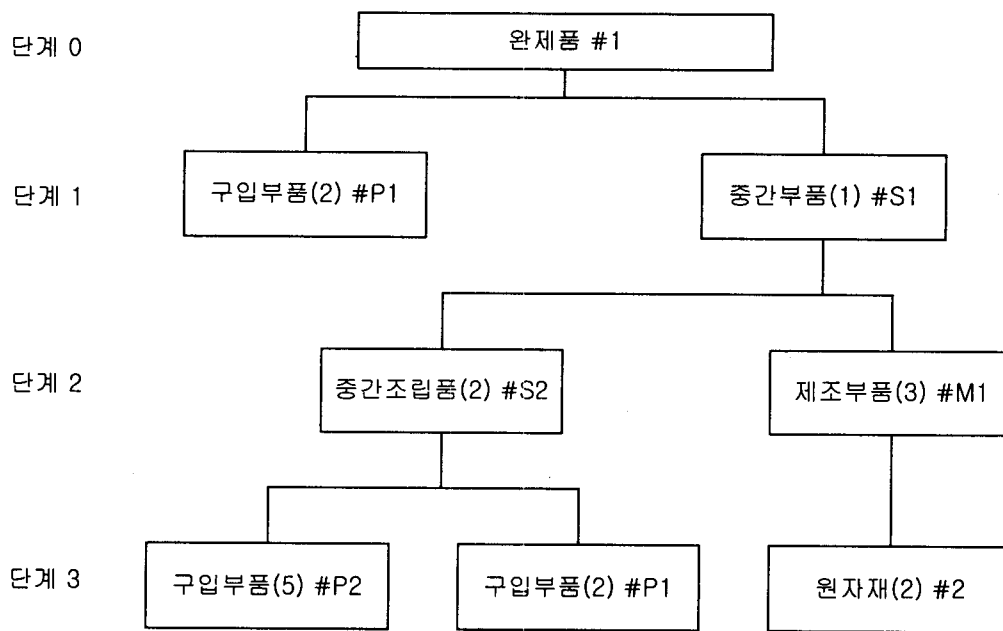 단계 0
완제품 #1
단계 1
구입부품(2) #P1
중간부품(1) #S1
단계 2
중간조립품(2) #S2
제조부품(3) #M1
단계 3
구입부품(5) #P2
구입부품(2) #P1
원자재(2) #2